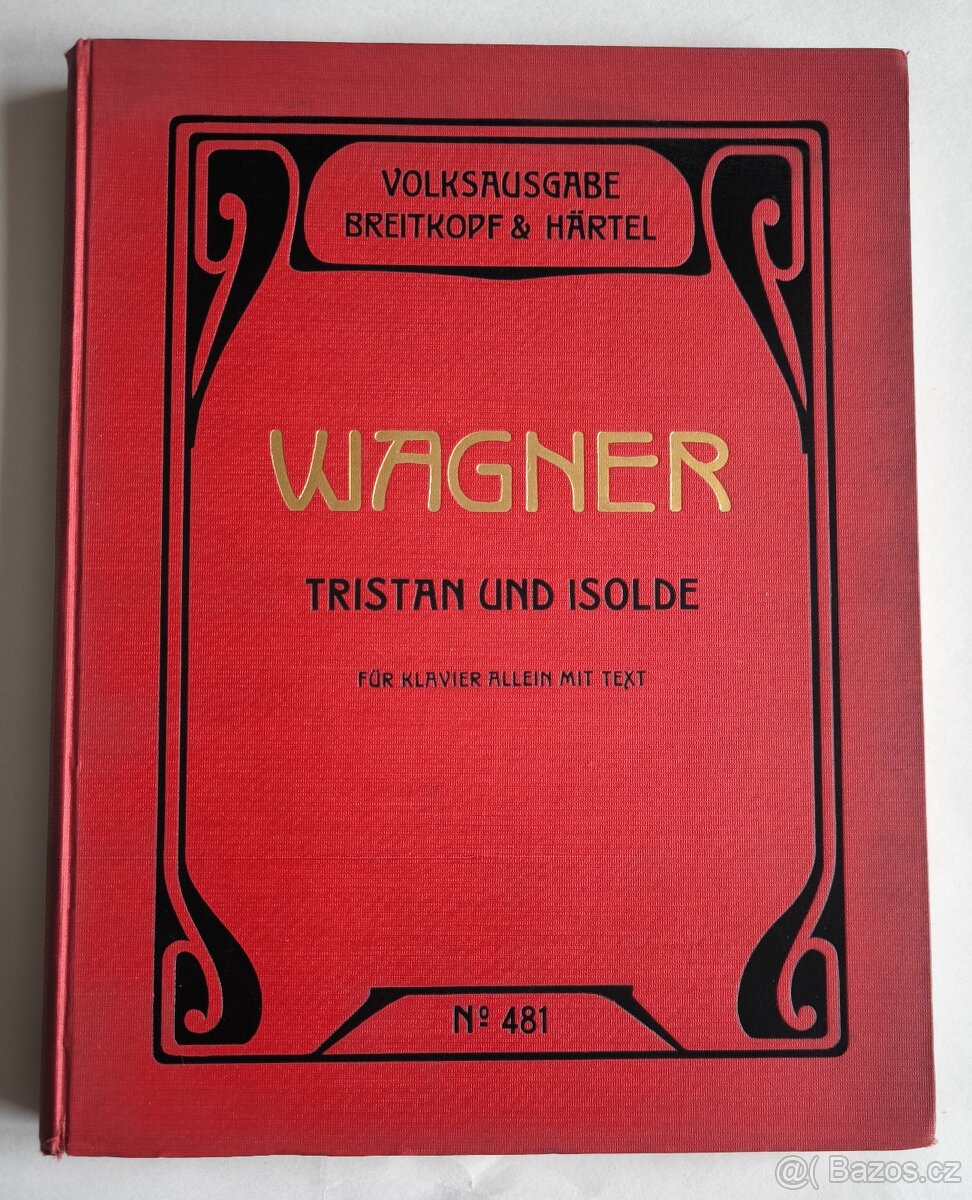 VOLKSAUSGABE
BREITKOPF & HÄRTEL
WAGNER
TRISTAN UND ISOLDE
FÜR KLAVIER ALLEIN MIT TEXT
Nº 481
@( Bazos.cz